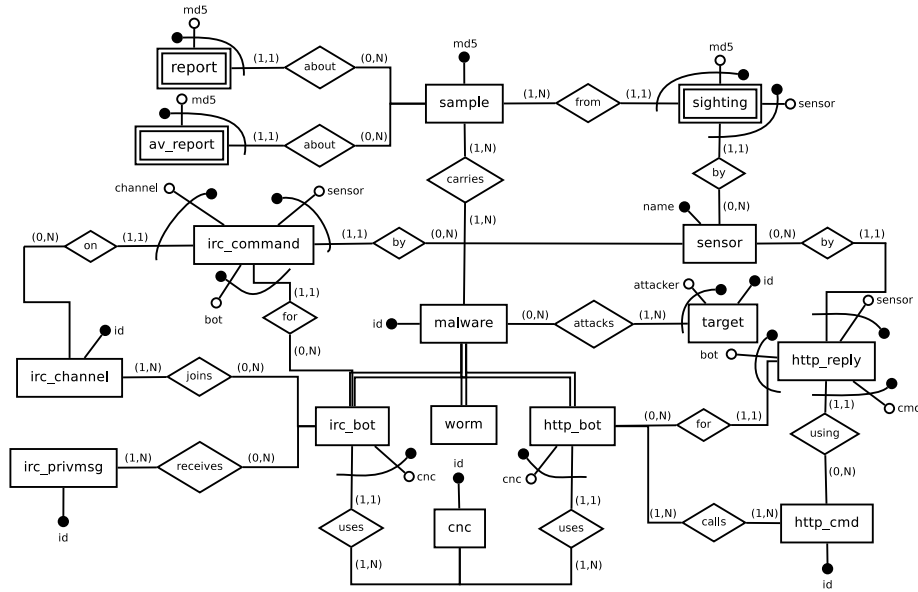 md5
report
(1,1)
about
(0,N)
md5
md5
av_report
(1,1)
about
(0,N)
sample
(1,N)
from
(1,1)
md5
sighting
sensor
(1,N)
carries
(1,N)
(1,1)
by
(0,N)
channel
sensor
name
(0,N)
on
(1,1)
irc_command
(1,1)
by
(0,N)
sensor
(0,N)
by
(1,1)
bot
(1,1)
for
(0,N)
id
malware
(0,N)
attacks
(1,N)
attacker
id
target
sensor
bot
http_reply
cmd
id
irc_channel
(1,N)
joins
(0,N)
irc_bot
worm
http_bot
(0,N)
for
(1,1)
(1,1)
using
(0,N)
irc_privmsg
(1,N)
receives
(0,N)
id
cnc
id
cnc
(1,1)
uses
(1,N)
cnc
(1,1)
uses
(1,N)
(1,N)
calls
(1,N)
http_cmd
id